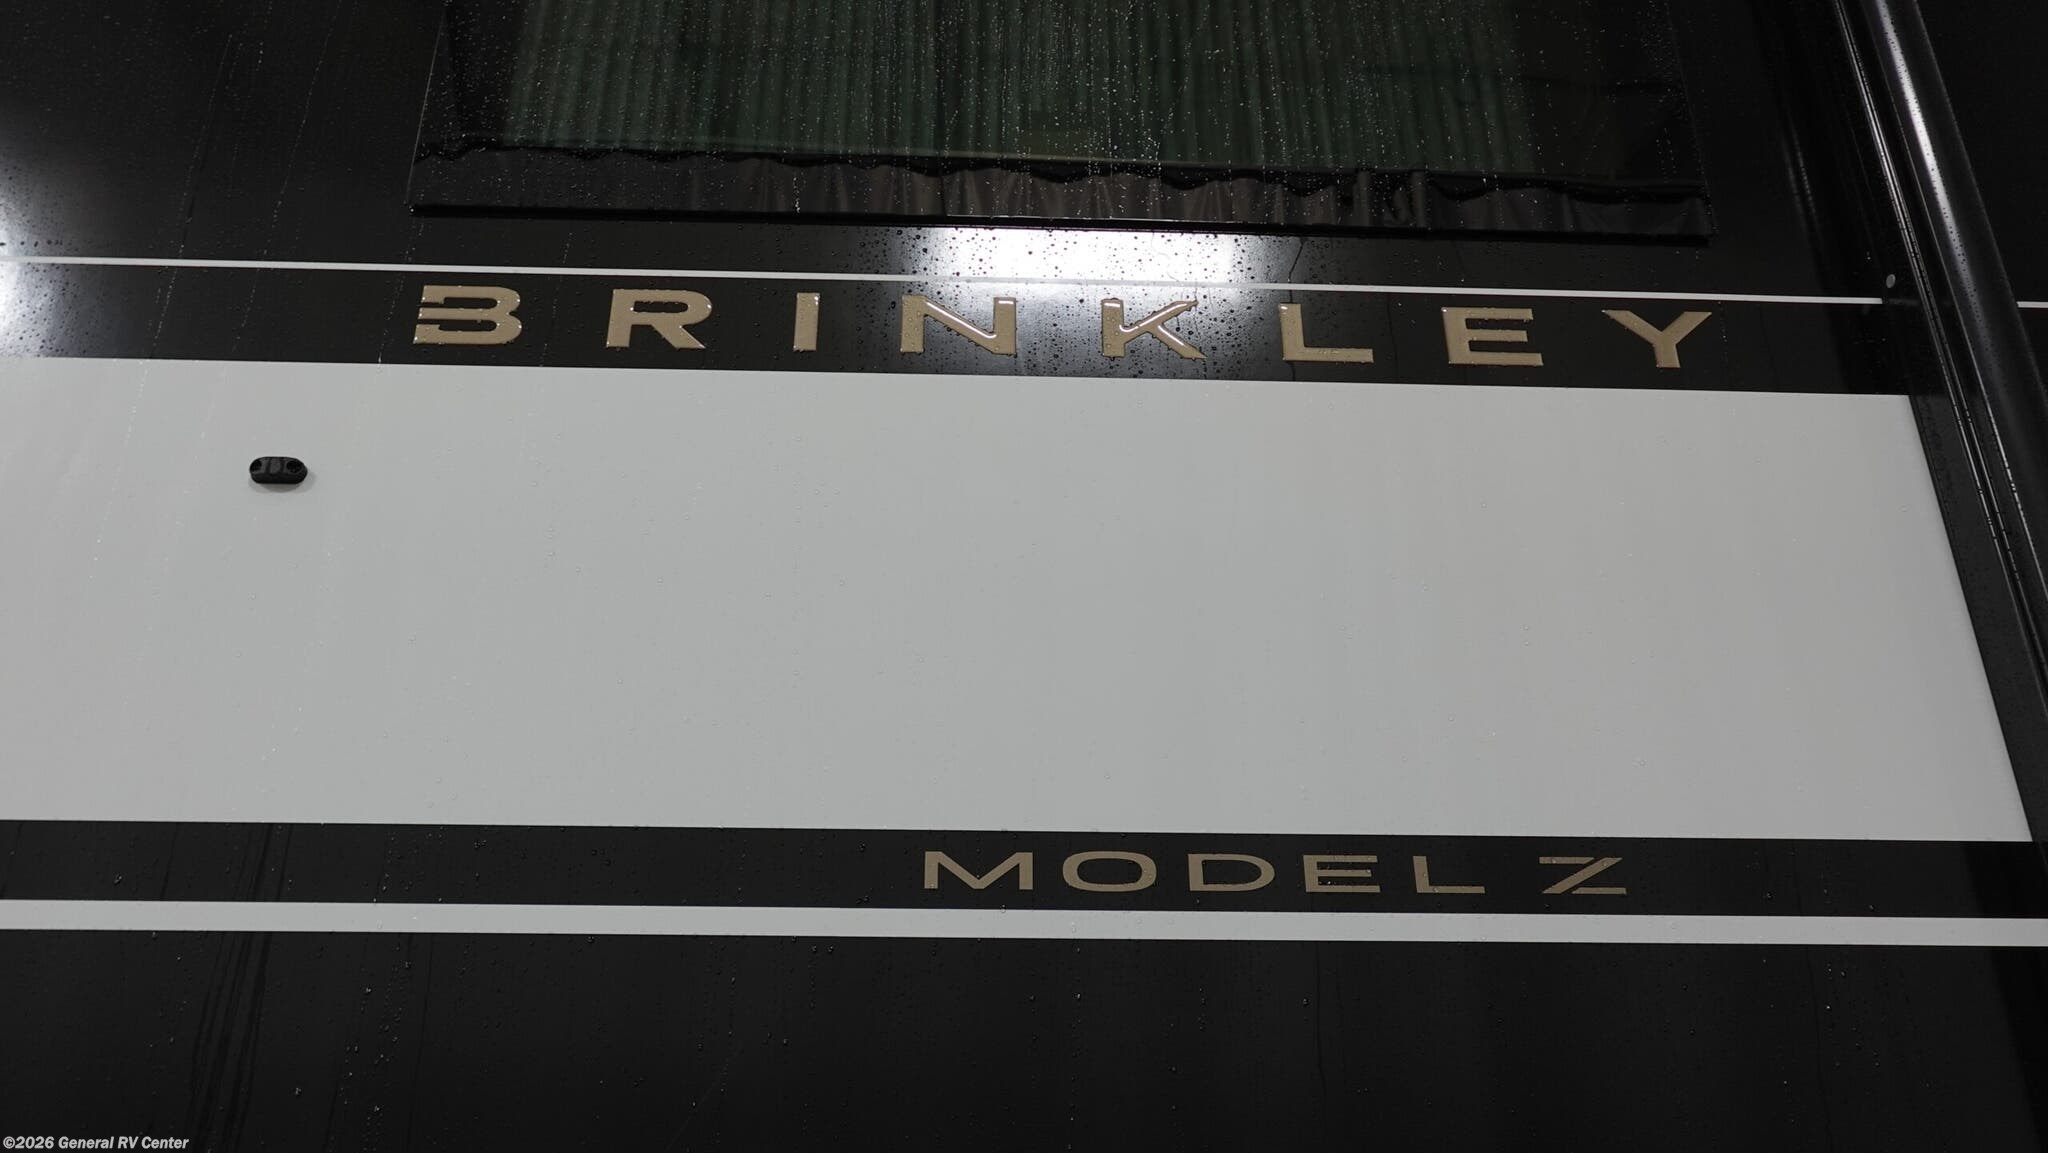 BRINKLEY
MODEL Z
©2026 General RV Center